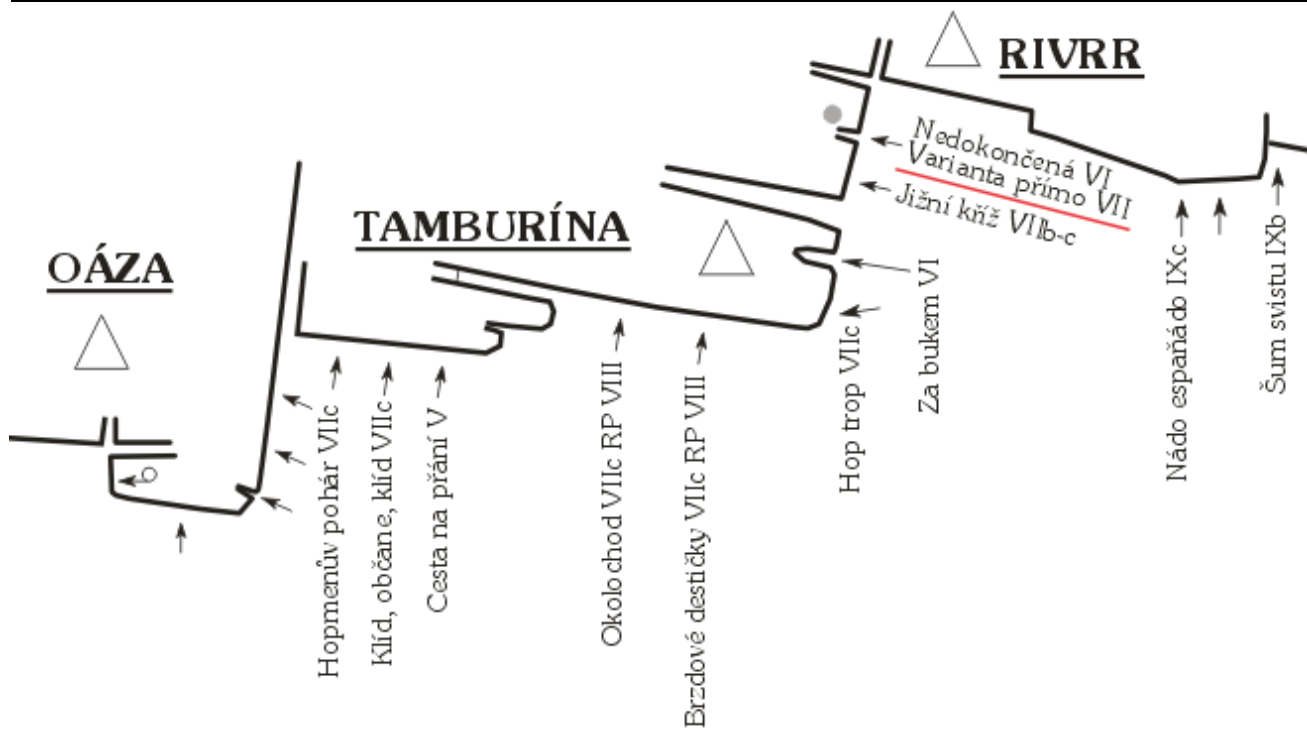 RIVRR
Nedokončená VI
Varianta přímo VII
Jižní kříž VIIb-c
TAMBURÍNA
OÁZA
Hopmenův pohár VIIc
Klíd, občane, klíd VIIc
Cesta na přání V
Okolochod VIIc RP VIII
Brzdové destičky VIIc RP VIII
Hop trop VIIc
Za bukem VI
Nádo espaňádo IXc
Šum svistu IXb